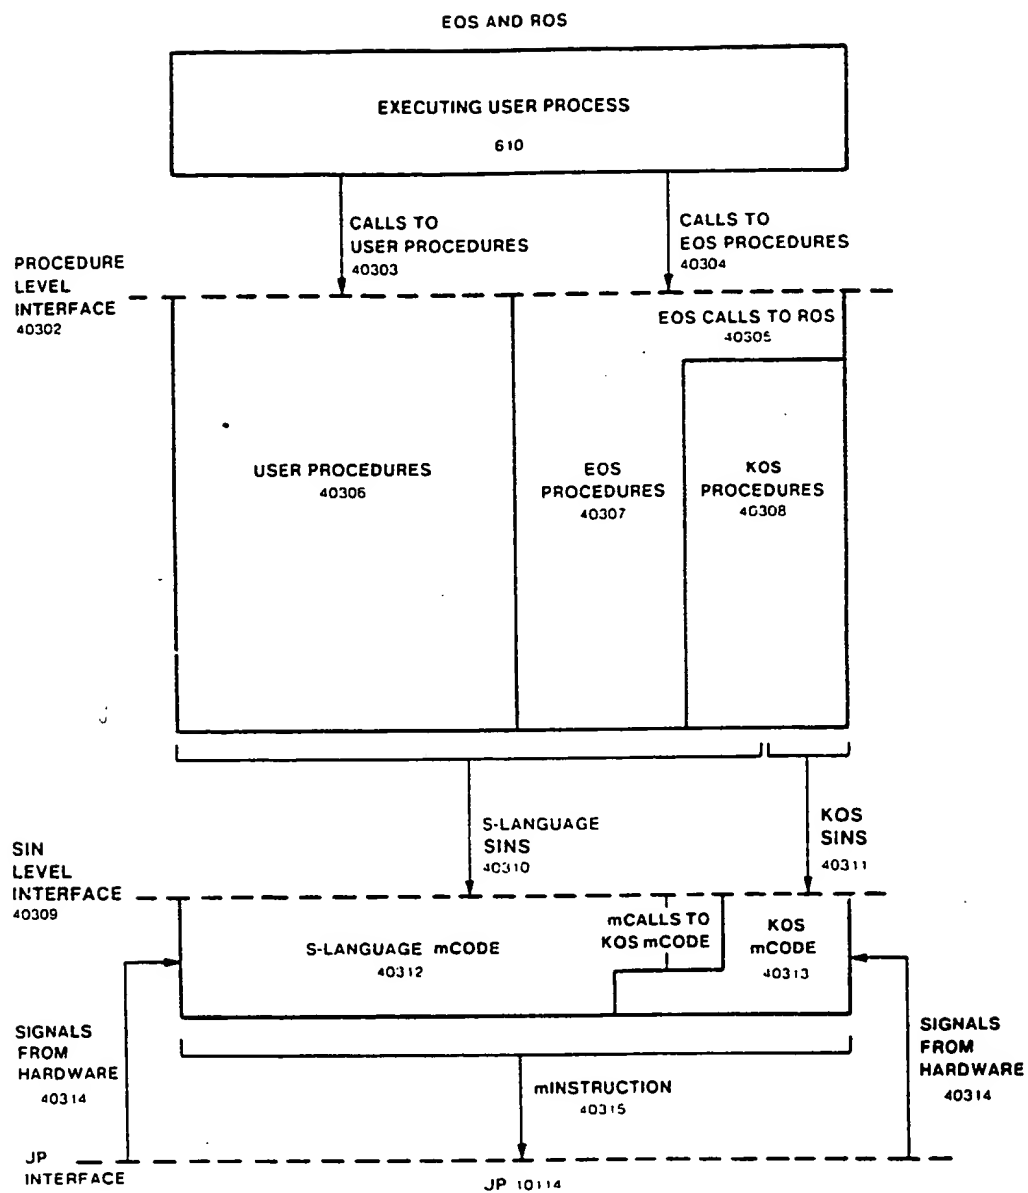 EOS AND ROS
EXECUTING USER PROCESS
610
CALLS TO
USER PROCEDURES
40303
CALLS TO
EOS PROCEDURES
40304
PROCEDURE
LEVEL
INTERFACE
40302
EOS CALLS TO ROS
40305
USER PROCEDURES
40306
EOS
PROCEDURES
40307
KOS
PROCEDURES
40308
S-LANGUAGE
SINS
40310
KOS
SINS
40311
SIN
LEVEL
INTERFACE
40309
S-LANGUAGE mCODE
40312
mCALLS TO
KOS mCODE
KOS
mCODE
40313
SIGNALS
FROM
HARDWARE
40314
SIGNALS
FROM
HARDWARE
40314
mINSTRUCTION
40315
JP
INTERFACE
JP 10114